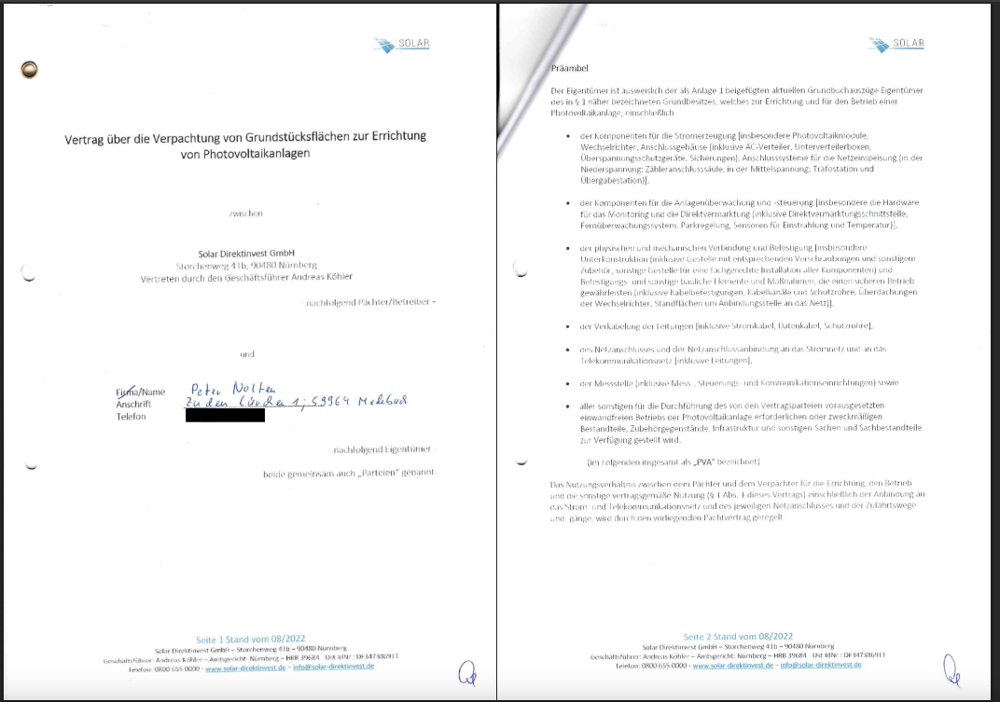 SOLAR
Vertrag über die Verpachtung von Grundstücksflächen zur Errichtung
von Photovoltaikanlagen
zwischen
Solar Direktinvest GmbH
Storchenweg 41b, 90480 Nürnberg
Vertreten durch den Geschäftsführer Andreas Köhler
nachfolgend Pächter/Betreiber -
und
Firma/Name Peter Nolten
Anschrift Zu den 1; 59964 Medebach
Telefon
nachfolgend Eigentümer
beide gemeinsam auch „Parteien" genannt.
Seite 1 Stand vom 08/2022
Solar Direktinvest GmbH – Storchenweg 41b – 90480 Nürnberg
Geschäftsführer: Andreas Köhler – Amtsgericht: Nürnberg – HRB 39684 Ust IdNr.: DE347386911
Telefon: 0800 655 0000 - www.solar-direktinvest.de – info@solar-direktinvest.de
SOLAR
Präambel
Der Eigentümer ist ausweislich der als Anlage 1 beigefügten aktuellen Grundbuchauszüge Eigentümer
des in § 1 näher bezeichneten Grundbesitzes, welches zur Errichtung und für den Betrieb einer
Photovoltaikanlage, einschließlich
• der Komponenten für die Stromerzeugung [insbesondere Photovoltaikmodule,
Wechselrichter, Anschlussgehäuse (inklusive AC-Verteiler, Unterverteilerboxen,
Überspannungsschutzgeräte, Sicherungen), Anschlusssysteme für die Netzeinspeisung (in der
Niederspannung: Zähleranschlusssäule, in der Mittelspannung: Trafostation und
Übergabestation)],
• der Komponenten für die Anlagenüberwachung und -steuerung [insbesondere die Hardware
für das Monitoring und die Direktvermarktung (inklusive Direktvermarktungsschnittstelle,
Fernüberwachungssystem, Parkregelung, Sensoren für Einstrahlung und Temperatur)],
• der physischen und mechanischen Verbindung und Befestigung [insbesondere
Unterkonstruktion (inklusive Gestelle mit entsprechenden Verschraubungen und sonstigem
Zubehör, sonstige Gestelle für eine fachgerechte Installation aller Komponenten) und
Befestigungs- und sonstige bauliche Elemente und Maßnahmen, die einen sicheren Betrieb
gewährleisten (inklusive Kabelbefestigungen, Kabelkanäle und Schutzrohre, Überdachungen
der Wechselrichter, Standflächen um Anbindungsstelle an das Netz)],
• der Verkabelung der Leitungen [inklusive Stromkabel, Datenkabel, Schutzrohre],
• des Netzanschlusses und der Netzanschlussanbindung an das Stromnetz und an das
Telekommunikationsnetz [inklusive Leitungen],
• der Messstelle (inklusive Mess-, Steuerungs- und Kommunikationseinrichtungen) sowie
• aller sonstigen für die Durchführung des von den Vertragsparteien vorausgesetzten
einwandfreien Betriebs der Photovoltaikanlage erforderlichen oder zweckmäßigen
Bestandteile, Zubehörgegenstände, Infrastruktur und sonstigen Sachen und Sachbestandteile
zur Verfügung gestellt wird.
(im Folgenden insgesamt als „PVA" bezeichnet)
Das Nutzungsverhältnis zwischen dem Pächter und dem Verpächter für die Errichtung, den Betrieb
und die sonstige vertragsgemäße Nutzung (§ 1 Abs. 1 dieses Vertrags) einschließlich der Anbindung an
das Strom- und Telekommunikationsnetz und des jeweiligen Netzanschlusses und der Zufahrtswege
und -gänge, wird durch den vorliegenden Pachtvertrag geregelt.
Seite 2 Stand vom 08/2022
Solar Direktinvest GmbH – Storchenweg 41b – 90480 Nürnberg
Geschäftsführer: Andreas Köhler – Amtsgericht: Nürnberg – HRB 39684 Ust IdNr.: DE347386911
Telefon: 0800 655 0000 - www.solar-direktinvest.de – info@solar-direktinvest.de